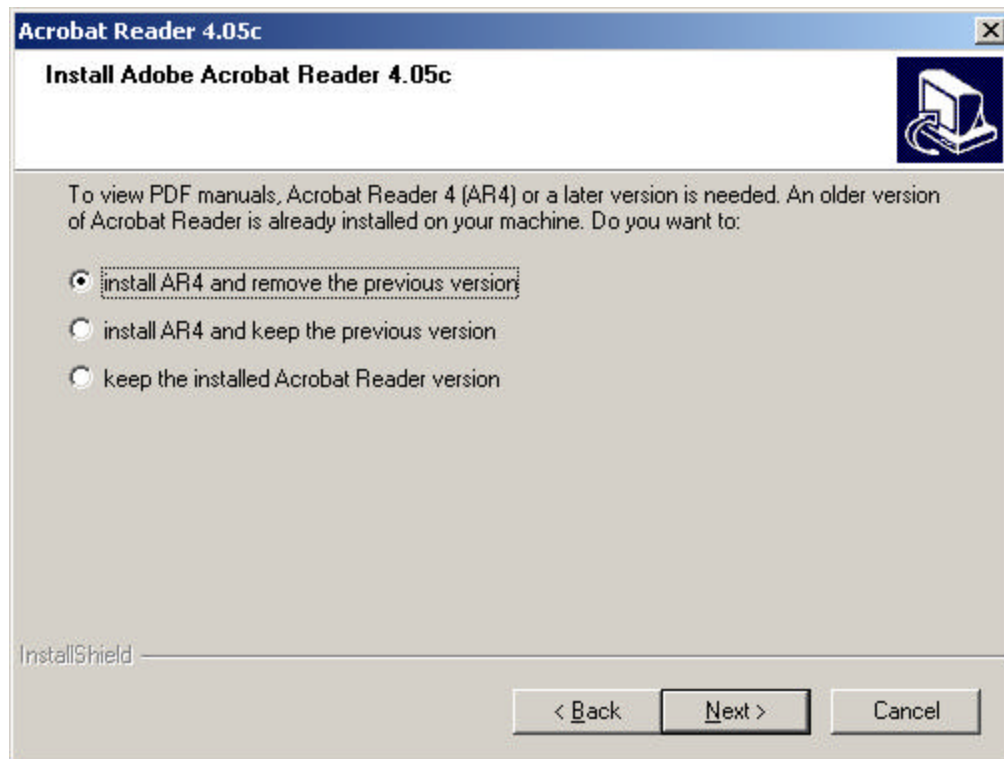 Acrobat Reader 4.05c
Install Adobe Acrobat Reader 4.05c
To view PDF manuals, Acrobat Reader 4 (AR4) or a later version is needed. An older version
of Acrobat Reader is already installed on your machine. Do you want to:
install AR4 and remove the previous version
install AR4 and keep the previous version
keep the installed Acrobat Reader version
InstallShield
< Back Next > Cancel